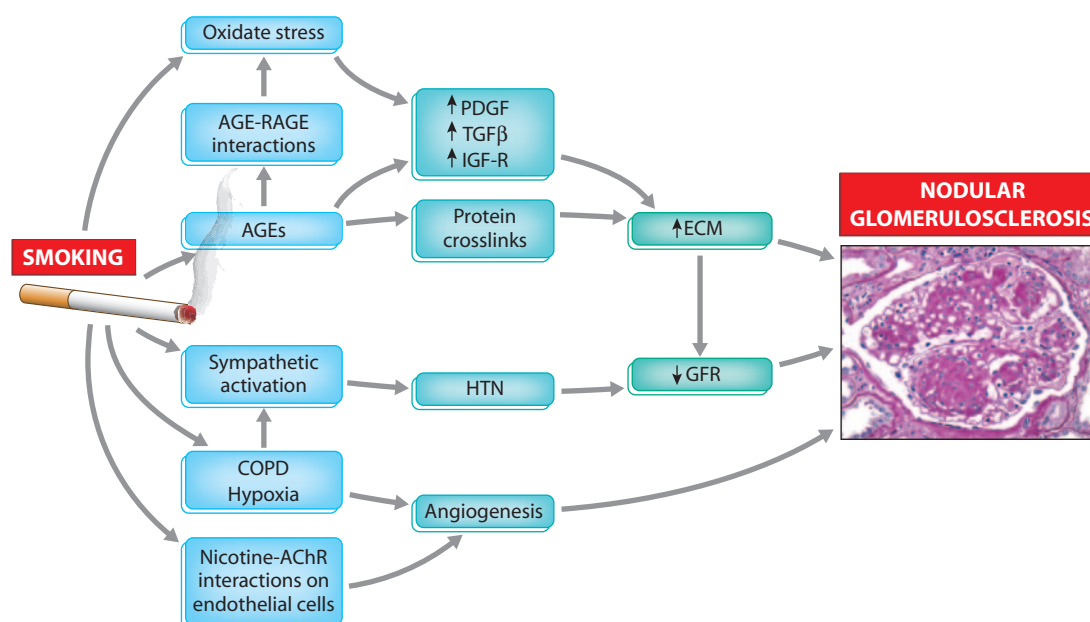 Oxidate stress
AGE-RAGE
interactions
AGEs
SMOKING
Sympathetic
activation
COPD
Hypoxia
Nicotine-AChR
interactions on
endothelial cells
↑PDGF
↑TGFβ
↑IGF-R
Protein
crosslinks
HTN
Angiogenesis
↑ECM
↓GFR
NODULAR
GLOMERULOSCLEROSIS